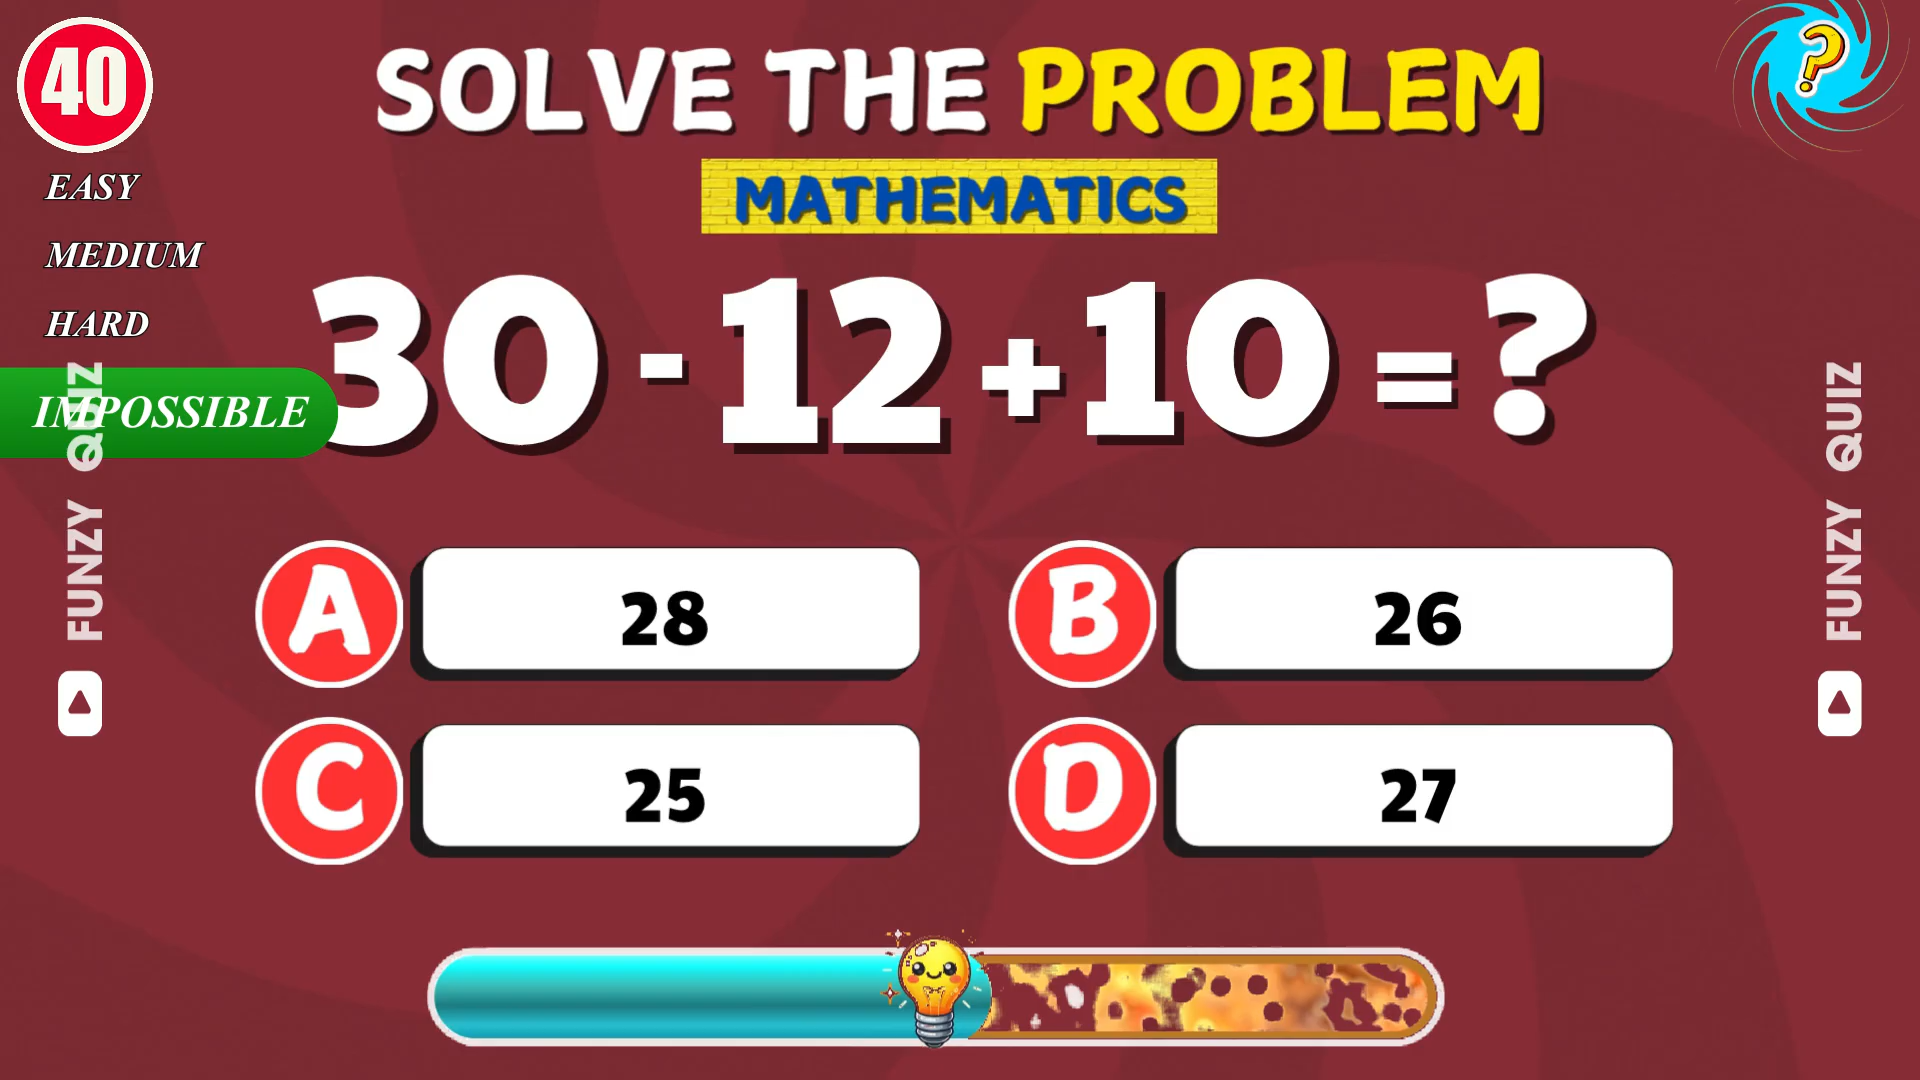 40
SOLVE THE PROBLEM
MATHEMATICS
EASY
MEDIUM
HARD
IMPOSSIBLE
30 - 12 + 10 = ?
A 28
B 26
C 25
D 27
FUNZY QUIZ
FUNZY QUIZ
?